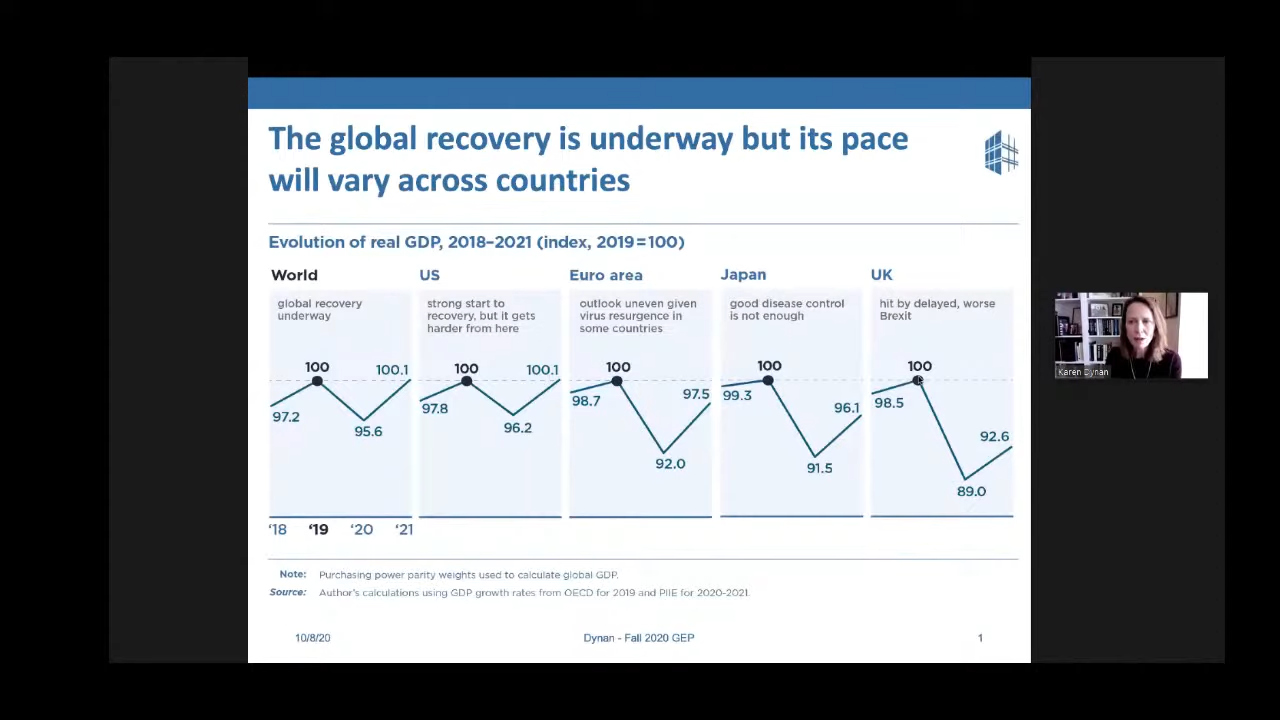 The global recovery is underway but its pace
will vary across countries
Evolution of real GDP, 2018–2021 (index, 2019=100)
World
global recovery
underway
100
100.1
97.2
95.6
‘18 ‘19 ‘20 ‘21
US
strong start to
recovery, but it gets
harder from here
100
100.1
97.8
96.2
Euro area
outlook uneven given
virus resurgence in
some countries
100
98.7
97.5
92.0
Japan
good disease control
is not enough
100
99.3
96.1
91.5
UK
hit by delayed, worse
Brexit
100
98.5
92.6
89.0
Note: Purchasing power parity weights used to calculate global GDP.
Source: Author’s calculations using GDP growth rates from OECD for 2019 and PIIE for 2020-2021.
10/8/20 Dynan - Fall 2020 GEP 1
Karen Dynan